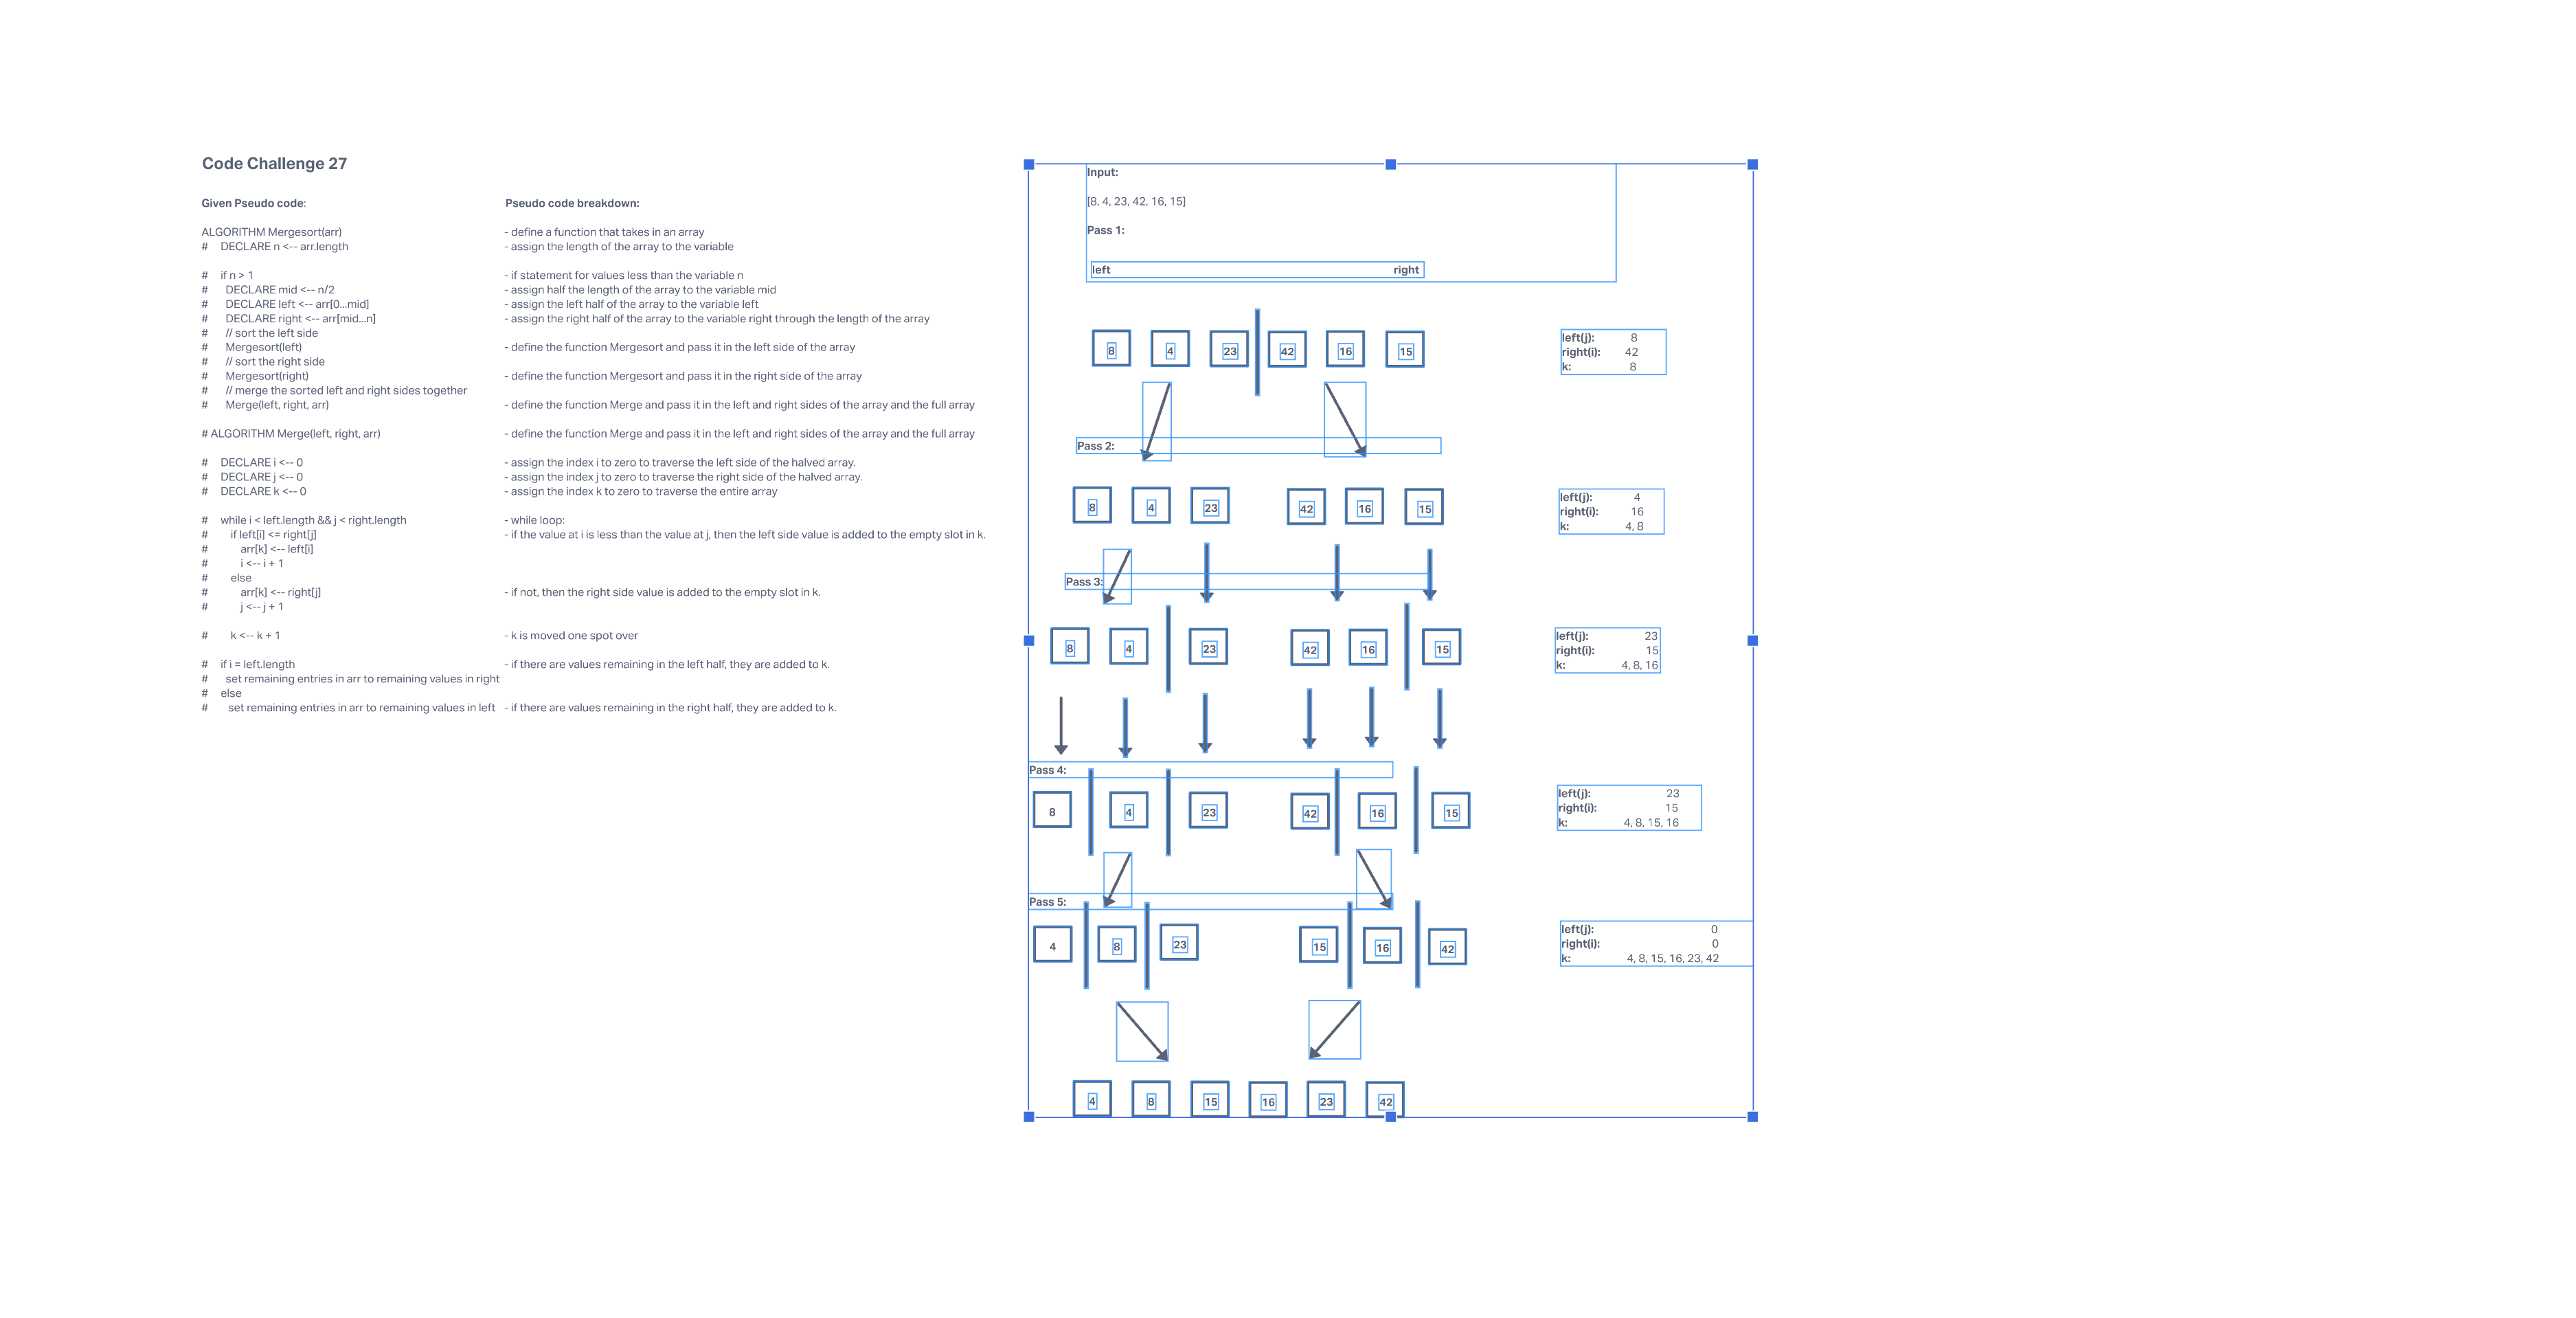 Code Challenge 27
Given Pseudo code:
ALGORITHM Mergesort(arr)
# DECLARE n <-- arr.length
# if n > 1
# DECLARE mid <-- n/2
# DECLARE left <-- arr[0...mid]
# DECLARE right <-- arr[mid...n]
# // sort the left side
# Mergesort(left)
# // sort the right side
# Mergesort(right)
# // merge the sorted left and right sides together
# Merge(left, right, arr)
# ALGORITHM Merge(left, right, arr)
# DECLARE i <-- 0
# DECLARE j <-- 0
# DECLARE k <-- 0
# while i < left.length && j < right.length
# if left[i] <= right[j]
# arr[k] <-- left[i]
# i <-- i + 1
# else
# arr[k] <-- right[j]
# j <-- j + 1
# k <-- k + 1
# if i = left.length
# set remaining entries in arr to remaining values in right
# else
# set remaining entries in arr to remaining values in left
Pseudo code breakdown:
- define a function that takes in an array
- assign the length of the array to the variable
- if statement for values less than the variable n
- assign half the length of the array to the variable mid
- assign the left half of the array to the variable left
- assign the right half of the array to the variable right through the length of the array
- define the function Mergesort and pass it in the left side of the array
- define the function Mergesort and pass it in the right side of the array
- define the function Merge and pass it in the left and right sides of the array and the full array
- define the function Merge and pass it in the left and right sides of the array and the full array
- assign the index i to zero to traverse the left side of the halved array.
- assign the index j to zero to traverse the right side of the halved array.
- assign the index k to zero to traverse the entire array
- while loop:
- if the value at i is less than the value at j, then the left side value is added to the empty slot in k.
- if not, then the right side value is added to the empty slot in k.
- k is moved one spot over
- if there are values remaining in the left half, they are added to k.
- if there are values remaining in the right half, they are added to k.
Input:
[8, 4, 23, 42, 16, 15]
Pass 1:
left right
8 4 23 42 16 15
left(j): 8
right(i): 42
k: 8
Pass 2:
8 4 23 42 16 15
left(j): 4
right(i): 16
k: 4, 8
Pass 3:
8 4 23 42 16 15
left(j): 23
right(i): 15
k: 4, 8, 16
Pass 4:
8 4 23 42 16 15
left(j): 23
right(i): 15
k: 4, 8, 15, 16
Pass 5:
4 8 23 15 16 42
left(j): 0
right(i): 0
k: 4, 8, 15, 16, 23, 42
4 8 15 16 23 42